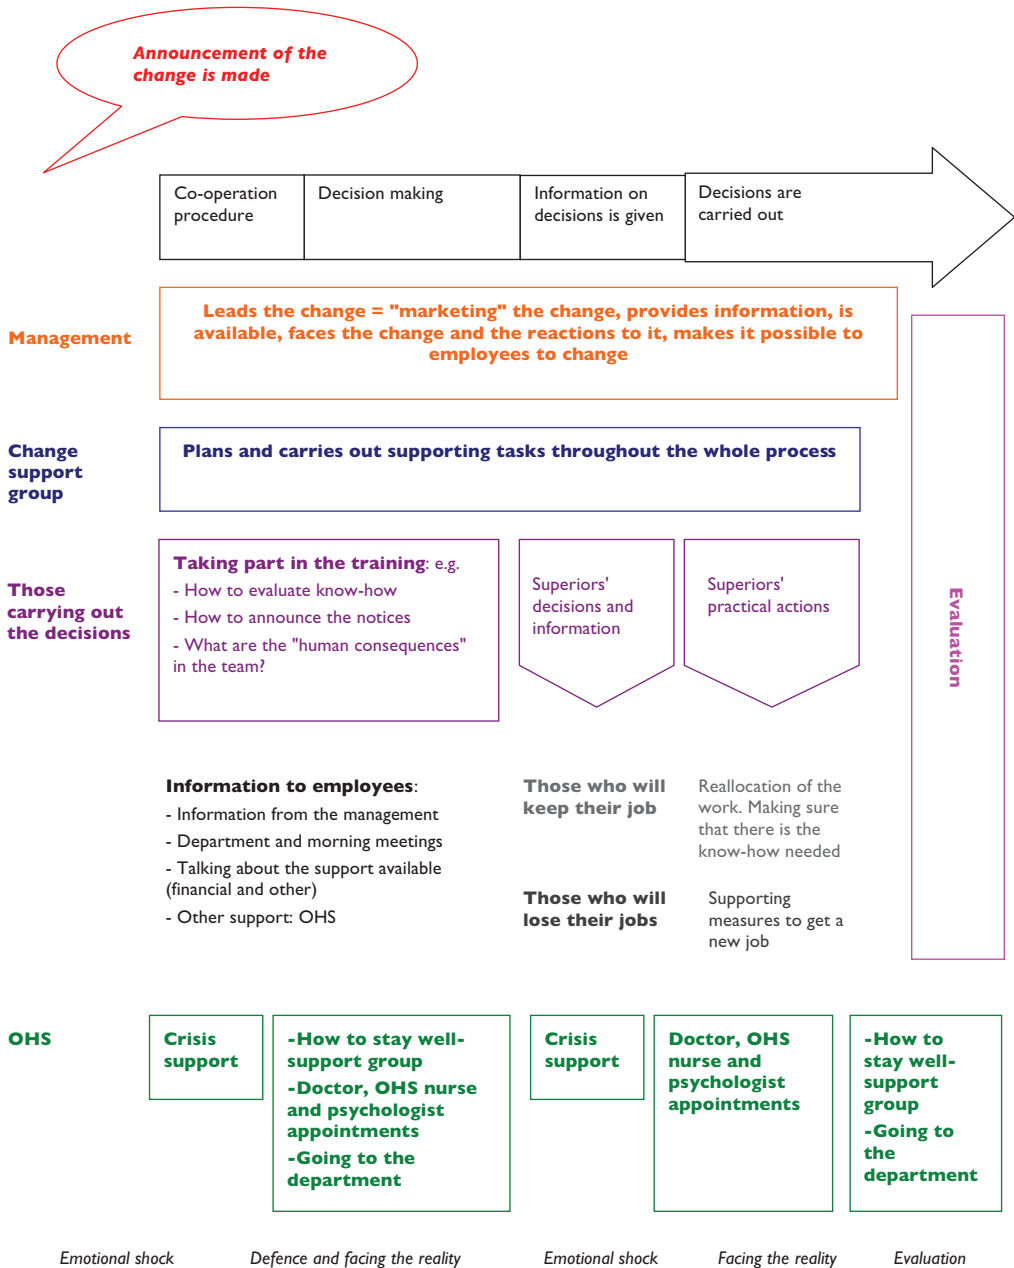 Announcement of the
change is made
Co-operation
procedure
Decision making
Information on
decisions is given
Decisions are
carried out
Management
Leads the change = "marketing" the change, provides information, is
available, faces the change and the reactions to it, makes it possible to
employees to change
Change
support
group
Plans and carries out supporting tasks throughout the whole process
Those
carrying out
the decisions
Taking part in the training: e.g.
- How to evaluate know-how
- How to announce the notices
- What are the "human consequences"
in the team?
Superiors'
decisions and
information
Superiors'
practical actions
Evaluation
Information to employees:
- Information from the management
- Department and morning meetings
- Talking about the support available
(financial and other)
- Other support: OHS
Those who will
keep their job
Reallocation of the
work. Making sure
that there is the
know-how needed
Those who will
lose their jobs
Supporting
measures to get a
new job
OHS
Crisis
support
-How to stay well-
support group
-Doctor, OHS nurse
and psychologist
appointments
-Going to the
department
Crisis
support
Doctor, OHS
nurse and
psychologist
appointments
-How to
stay well-
support
group
-Going to
the
department
Emotional shock
Defence and facing the reality
Emotional shock
Facing the reality
Evaluation